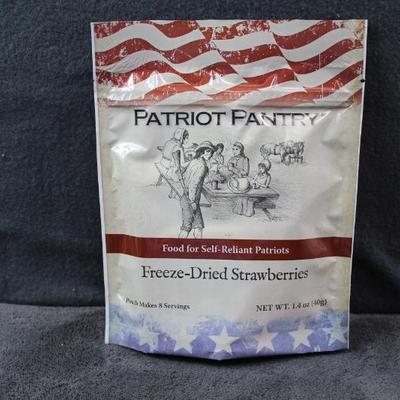 PATRIOT PANTRY
Food for Self-Reliant Patriots
Freeze-Dried Strawberries
Pouch Makes 8 Servings
NET WT. 1.4 oz (40g)